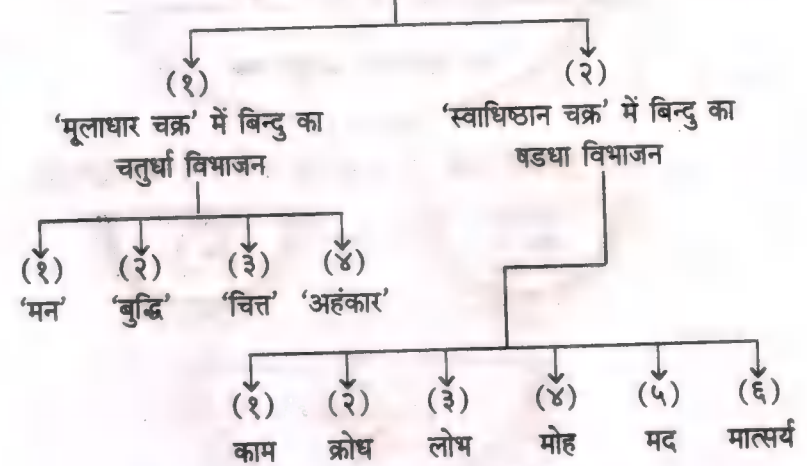 (१) (२)
'मूलाधार चक्र' में बिन्दु का 'स्वाधिष्ठान चक्र' में बिन्दु का
चतुर्धा विभाजन षडधा विभाजन
(१) (२) (३) (४)
'मन' 'बुद्धि' 'चित्त' 'अहंकार'
(१) (२) (३) (४) (५) (६)
काम क्रोध लोभ मोह मद मात्सर्य